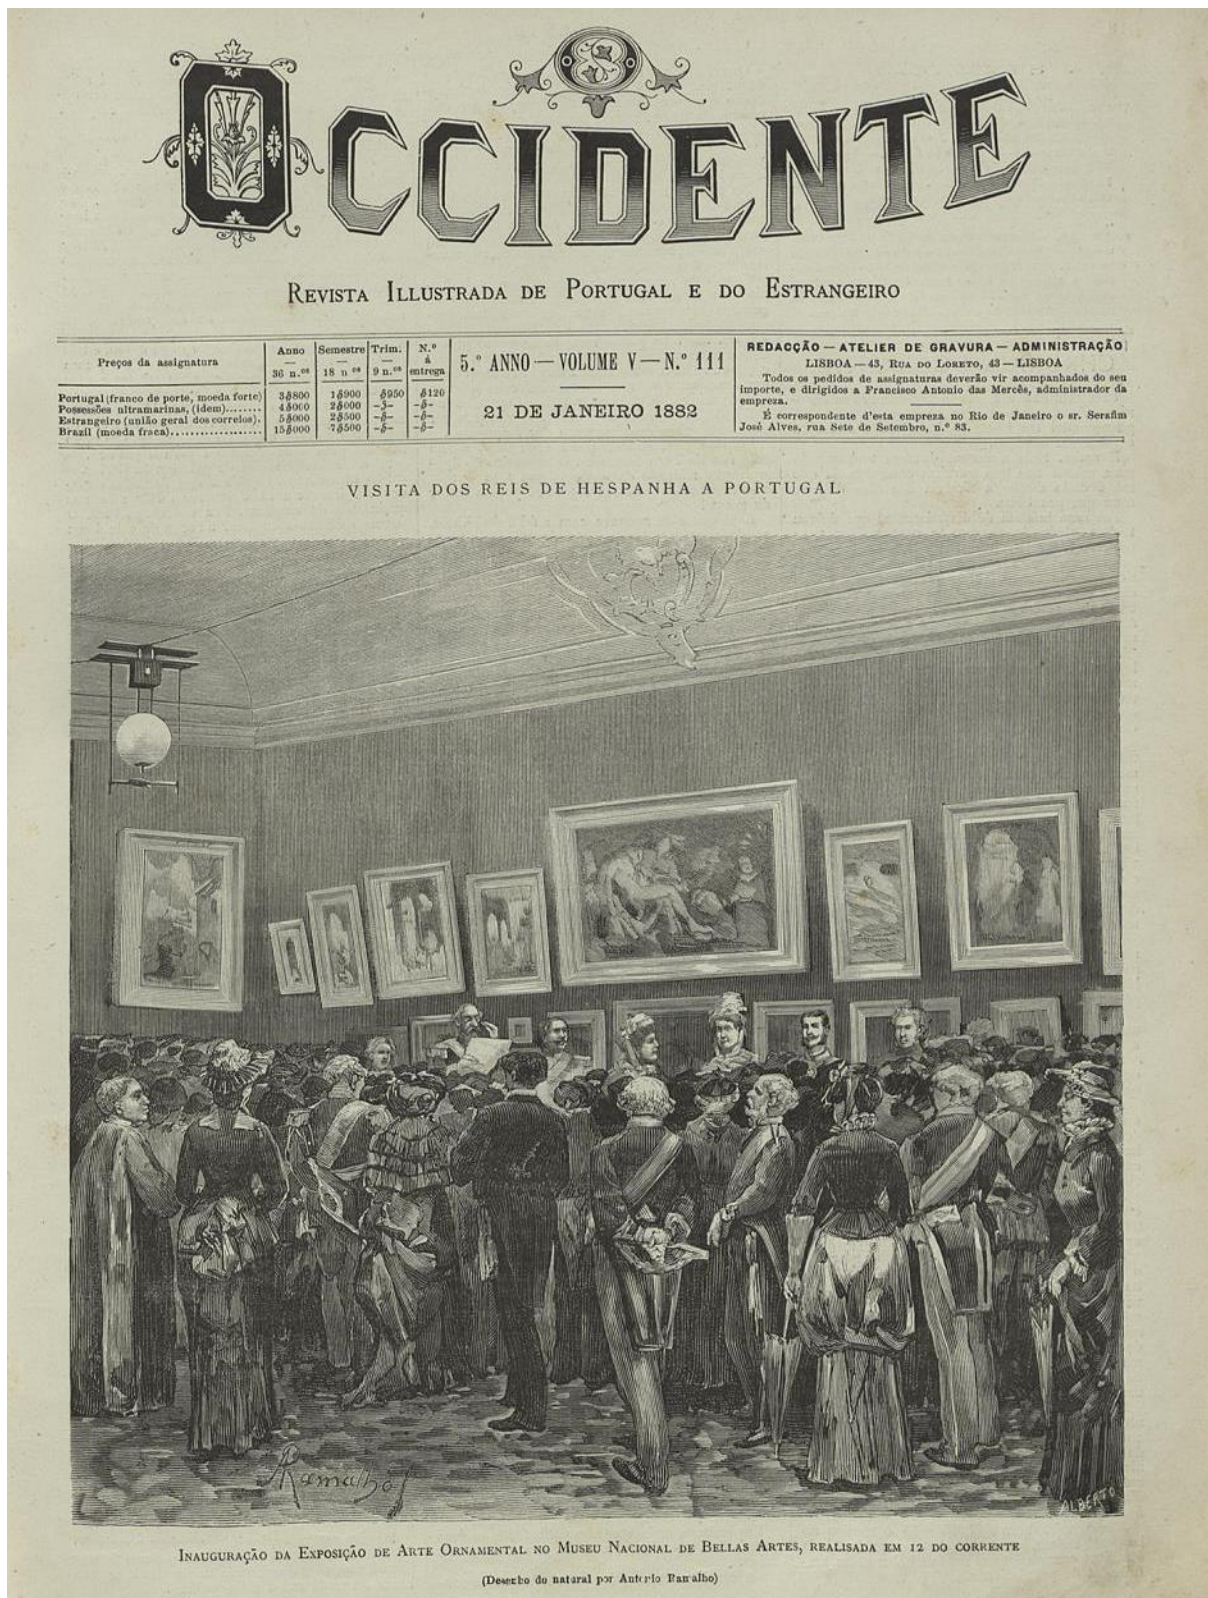 O OCCIDENTE
REVISTA ILLUSTRADA DE PORTUGAL E DO ESTRANGEIRO
Preços da assignatura
Anno — 36 n.os
Semestre — 18 n os
Trim. — 9 n.os
N.º á entrega
Portugal (franco de porte, moeda forte) 3$800 1$900 $950 $120
Possessões ultramarinas, (idem)....... 4$000 2$000 -$- -$-
Estrangeiro (união geral dos correios). 5$000 2$500 -$- -$-
Brazil (moeda fraca)................... 15$000 7$500 -$- -$-
5.º ANNO — VOLUME V — N.º 111
21 DE JANEIRO 1882
REDACÇÃO — ATELIER DE GRAVURA — ADMINISTRAÇÃO
LISBOA — 43, RUA DO LORETO, 43 — LISBOA
Todos os pedidos de assignaturas deverão vir acompanhados do seu
importe, e dirigidos a Francisco Antonio das Mercês, administrador da
empreza.
É correspondente d'esta empreza no Rio de Janeiro o sr. Serafim
José Alves, rua Sete de Setembro, n.º 83.
VISITA DOS REIS DE HESPANHA A PORTUGAL
ARamalho
ALBERTO
INAUGURAÇÃO DA EXPOSIÇÃO DE ARTE ORNAMENTAL NO MUSEU NACIONAL DE BELLAS ARTES, REALISADA EM 12 DO CORRENTE
(Desenho do natural por Antonio Ramalho)